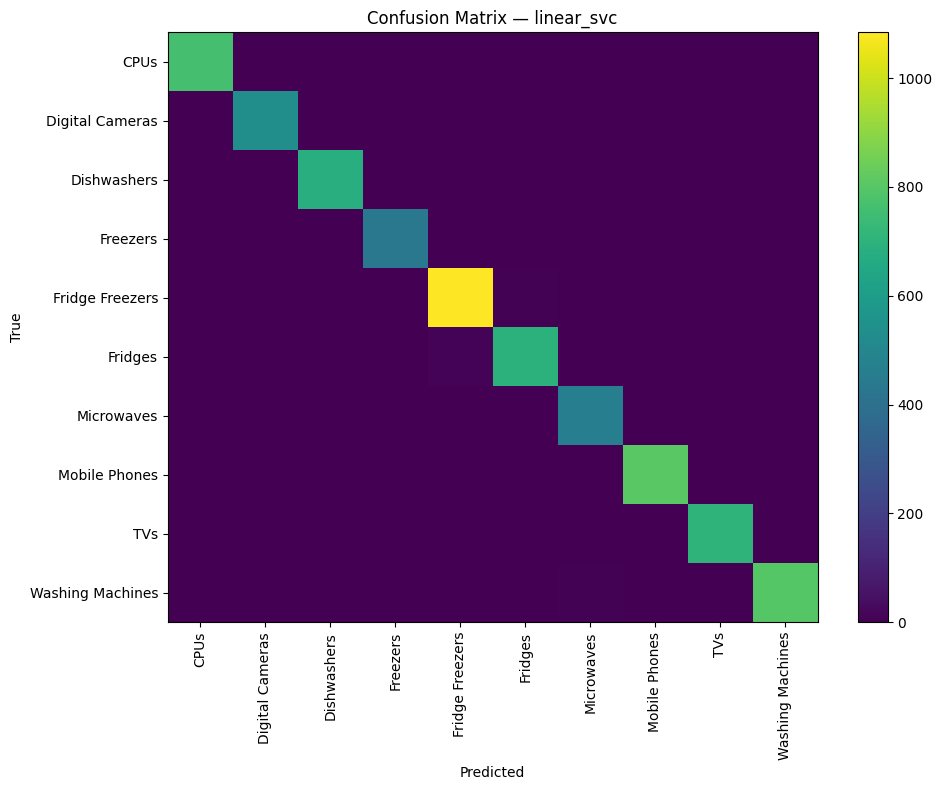 Confusion Matrix — linear_svc
True
CPUs
Digital Cameras
Dishwashers
Freezers
Fridge Freezers
Fridges
Microwaves
Mobile Phones
TVs
Washing Machines
CPUs
Digital Cameras
Dishwashers
Freezers
Fridge Freezers
Fridges
Microwaves
Mobile Phones
TVs
Washing Machines
Predicted
1000
800
600
400
200
0